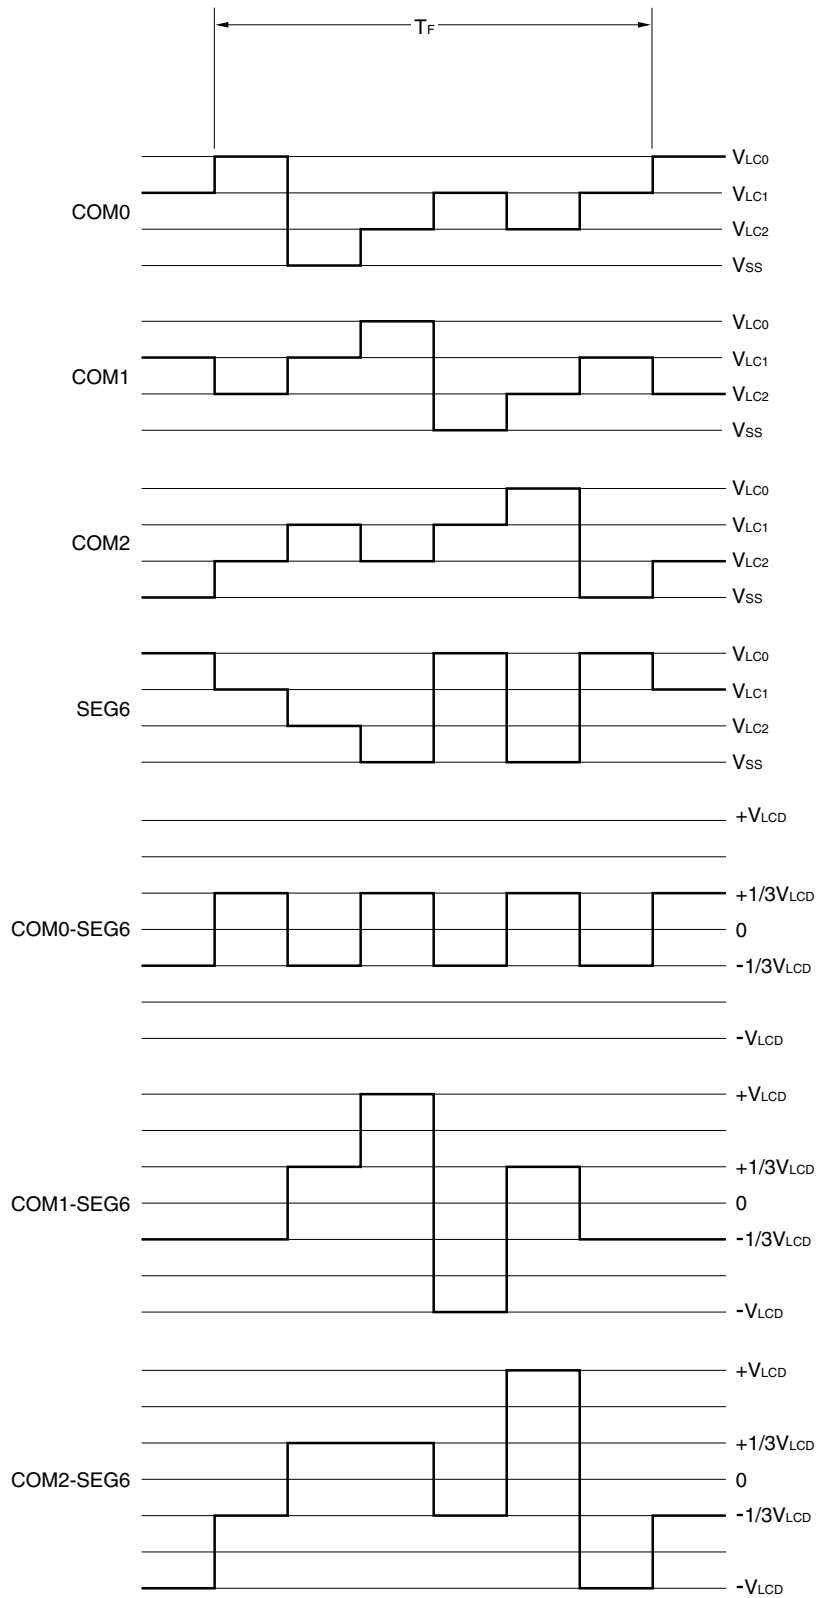 TF
COM0
VLC0
VLC1
VLC2
VSS
COM1
VLC0
VLC1
VLC2
VSS
COM2
VLC0
VLC1
VLC2
VSS
SEG6
VLC0
VLC1
VLC2
VSS
COM0-SEG6
+VLCD
+1/3VLCD
0
-1/3VLCD
-VLCD
COM1-SEG6
+VLCD
+1/3VLCD
0
-1/3VLCD
-VLCD
COM2-SEG6
+VLCD
+1/3VLCD
0
-1/3VLCD
-VLCD